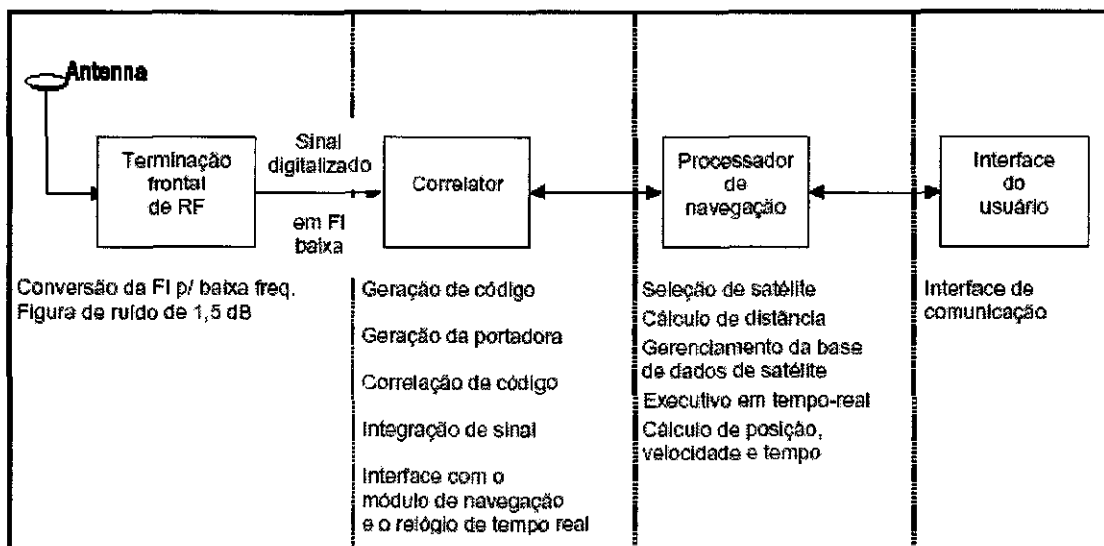 Antenna
Terminação
frontal
de RF
Sinal
digitalizado
em FI
baixa
Correlator
Processador
de
navegação
Interface
do
usuário
Conversão da FI p/ baixa freq.
Figura de ruído de 1,5 dB
Geração de código
Geração da portadora
Correlação de código
Integração de sinal
Interface com o
módulo de navegação
e o relógio de tempo real
Seleção de satélite
Cálculo de distância
Gerenciamento da base
de dados de satélite
Executivo em tempo-real
Cálculo de posição,
velocidade e tempo
Interface de
comunicação